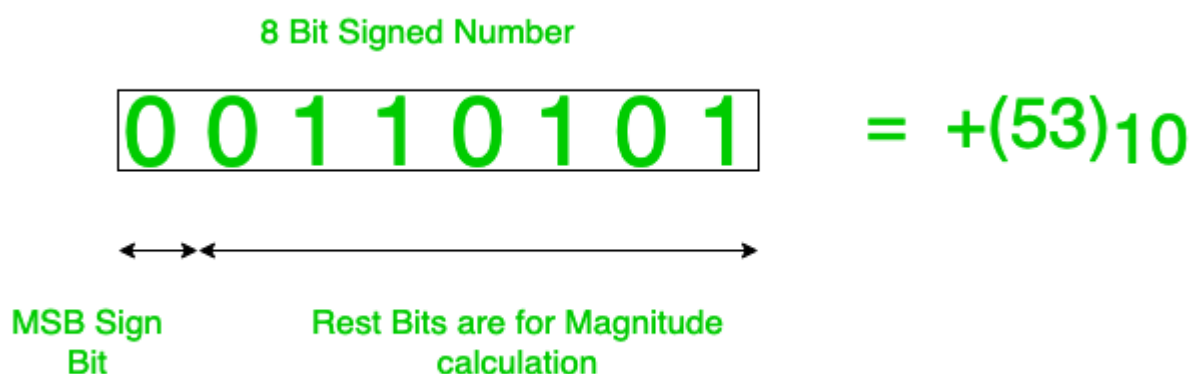 8 Bit Signed Number
0 0 1 1 0 1 0 1 = +(53)10
MSB Sign Bit
Rest Bits are for Magnitude calculation